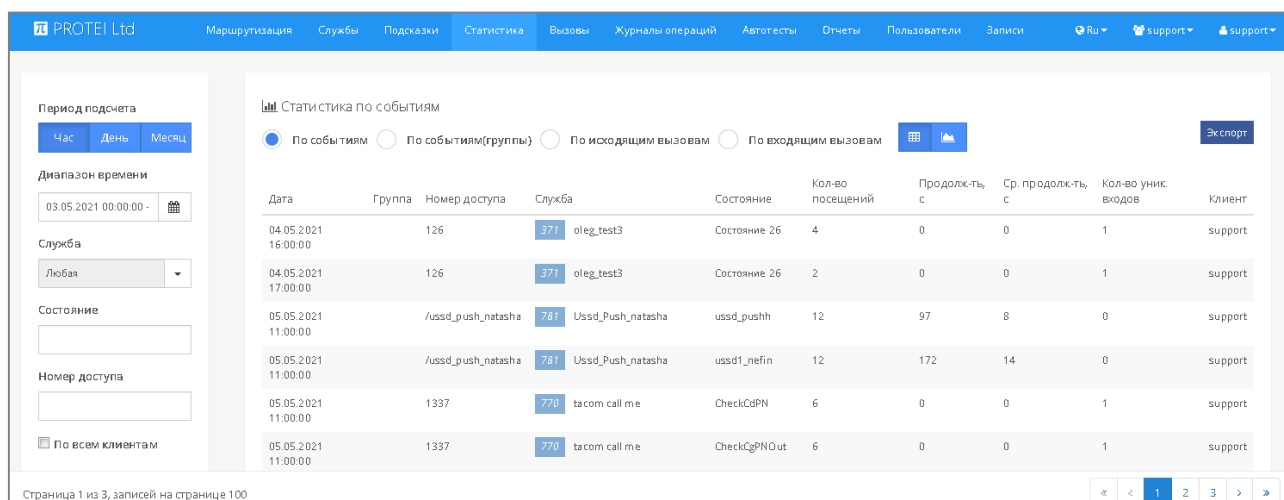 PROTEI Ltd Маршрутизация Службы Подсказки Статистика Вызовы Журналы операций Автотесты Отчеты Пользователи Записи Ru support support
Период подсчета
Час День Месяц
Диапазон времени
03.05.2021 00:00:00 -
Служба
Любая
Состояние
Номер доступа
По всем клиентам
Статистика по событиям
По событиям По событиям(группы) По исходящим вызовам По входящим вызовам Экспорт
Дата Группа Номер доступа Служба Состояние Кол-во посещений Продолж-ть, с Ср. продолж-ть, с Кол-во уник. входов Клиент
04.05.2021 16:00:00 126 371 oleg_test3 Состояние 26 4 0 0 1 support
04.05.2021 17:00:00 126 371 oleg_test3 Состояние 26 2 0 0 1 support
05.05.2021 11:00:00 /ussd_push_natasha 781 Ussd_Push_natasha ussd_pushh 12 97 8 0 support
05.05.2021 11:00:00 /ussd_push_natasha 781 Ussd_Push_natasha ussd1_nefin 12 172 14 0 support
05.05.2021 11:00:00 1337 770 tacom call me CheckCdPN 6 0 0 1 support
05.05.2021 11:00:00 1337 770 tacom call me CheckCgPNOut 6 0 0 1 support
Страница 1 из 3, записей на странице 100 « < 1 2 3 > »